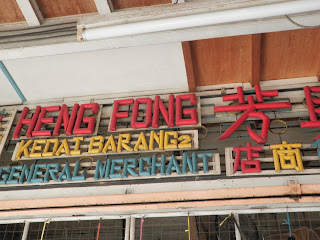 HENG FONG 芳
KEDAI BARANG2
GENERAL MERCHANT 店商